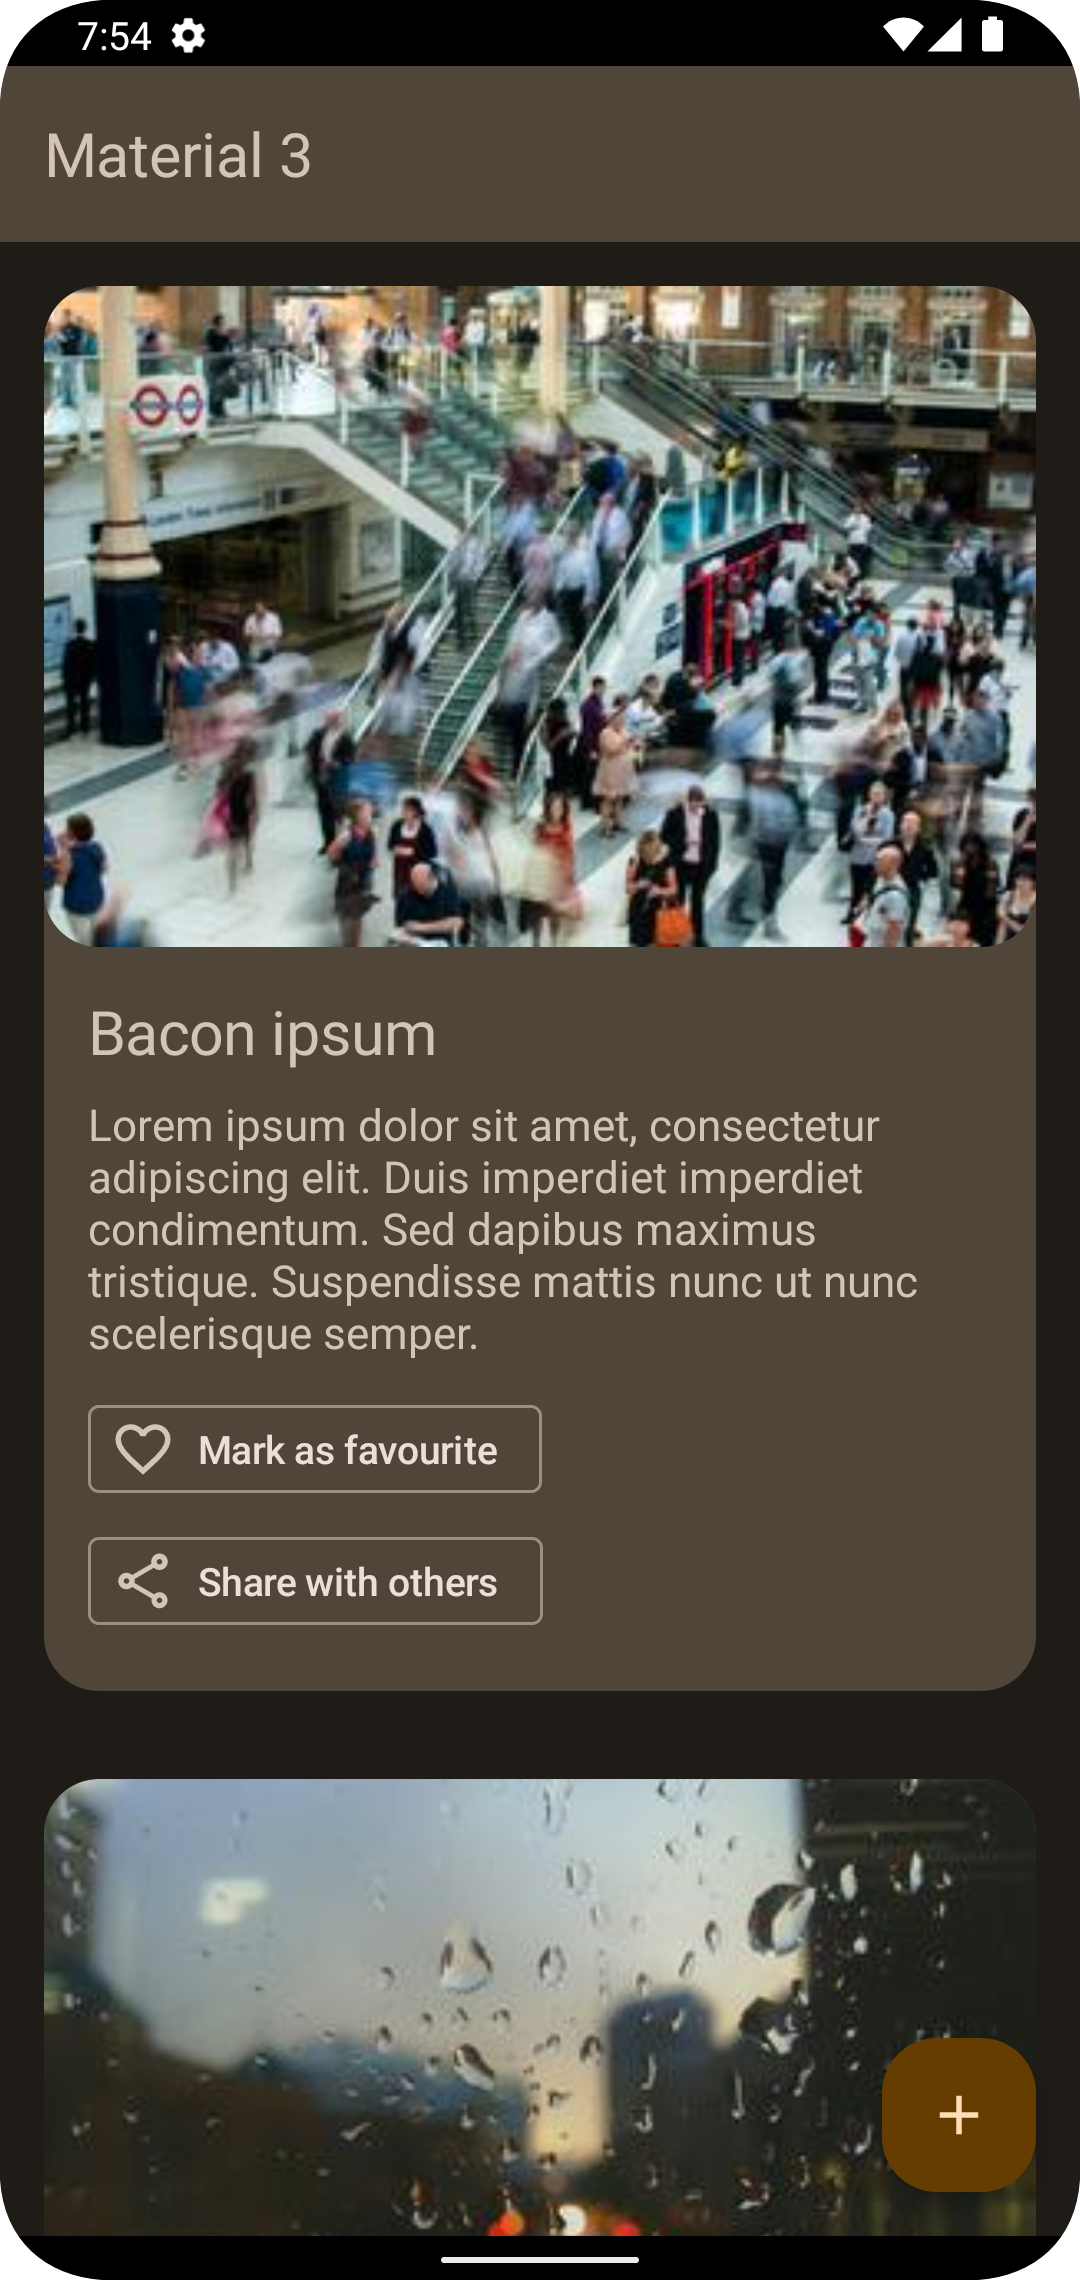 7:54
Material 3
Bacon ipsum
Lorem ipsum dolor sit amet, consectetur
adipiscing elit. Duis imperdiet imperdiet
condimentum. Sed dapibus maximus
tristique. Suspendisse mattis nunc ut nunc
scelerisque semper.
Mark as favourite
Share with others